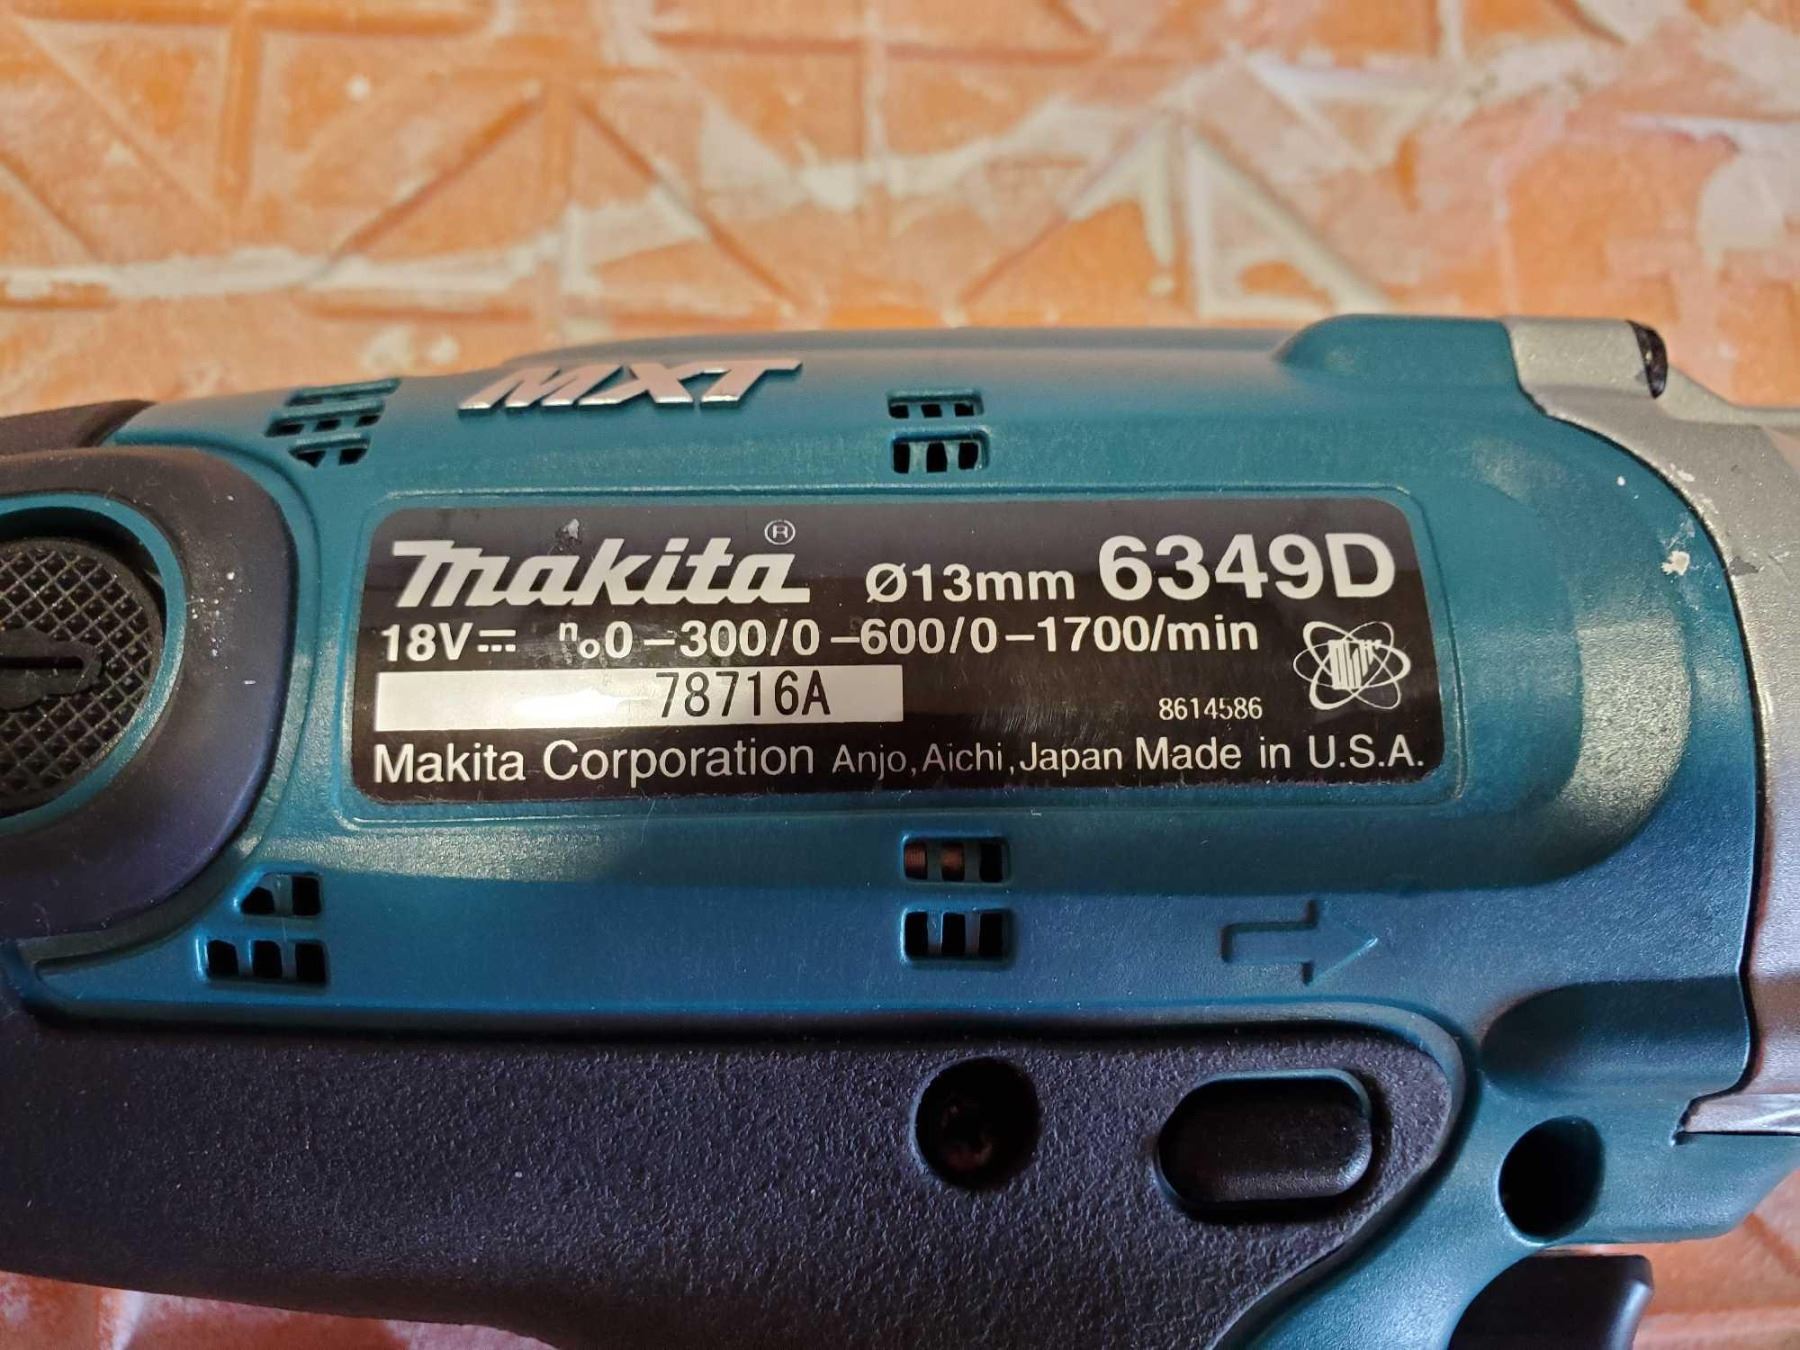 MXT
makita ®
Ø13mm 6349D
18V⎓ n₀0–300/0–600/0–1700/min
78716A
8614586
Makita Corporation Anjo, Aichi, Japan Made in U.S.A.